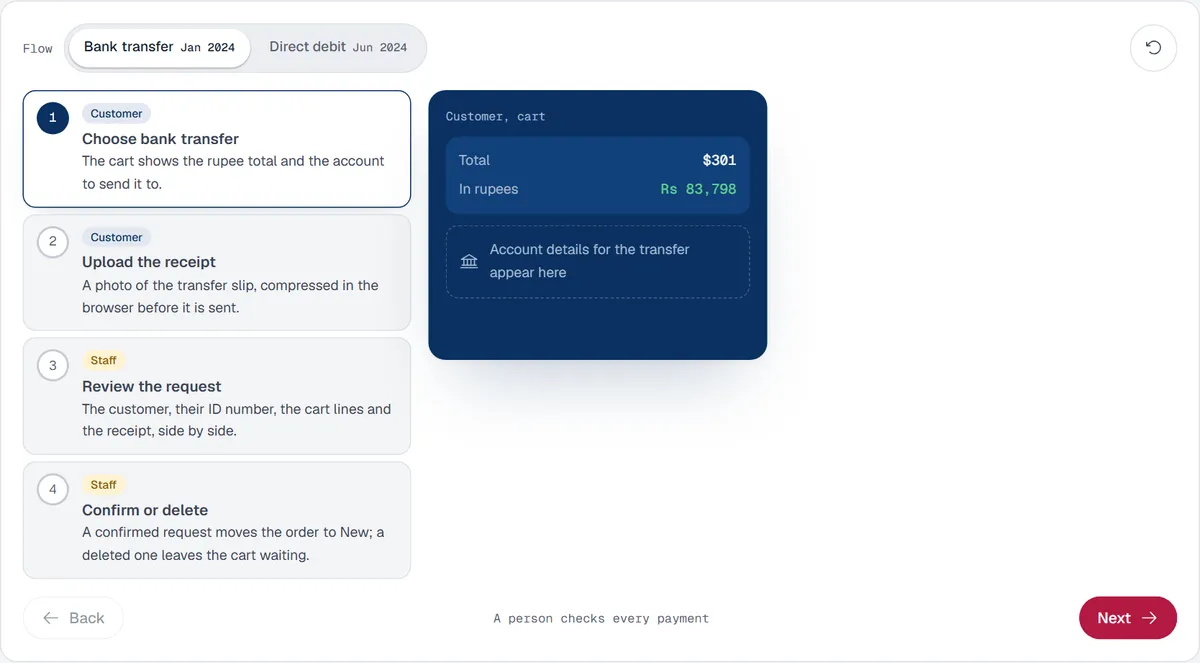 Flow
Bank transfer Jan 2024
Direct debit Jun 2024
1
Customer
Choose bank transfer
The cart shows the rupee total and the account
to send it to.
2
Customer
Upload the receipt
A photo of the transfer slip, compressed in the
browser before it is sent.
3
Staff
Review the request
The customer, their ID number, the cart lines and
the receipt, side by side.
4
Staff
Confirm or delete
A confirmed request moves the order to New; a
deleted one leaves the cart waiting.
Customer, cart
Total $301
In rupees Rs 83,798
Account details for the transfer
appear here
Back
A person checks every payment
Next